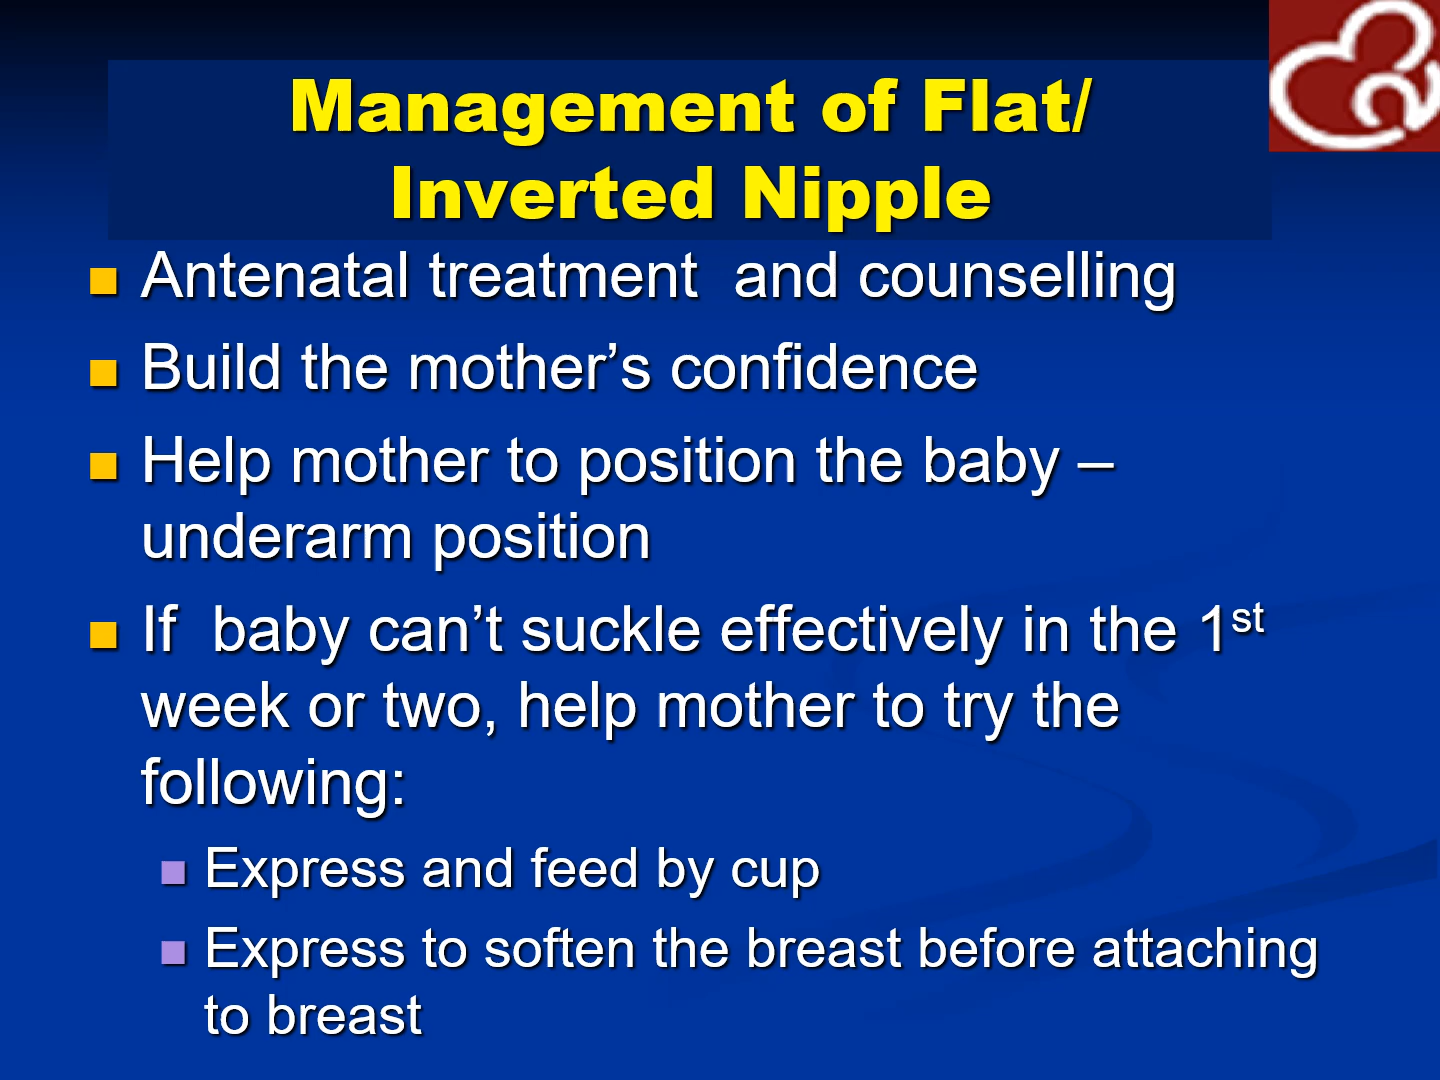 Management of Flat/
Inverted Nipple
Antenatal treatment  and counselling
Build the mother’s confidence
Help mother to position the baby –
underarm position
If  baby can’t suckle effectively in the 1st
week or two, help mother to try the
following:
Express and feed by cup
Express to soften the breast before attaching
to breast